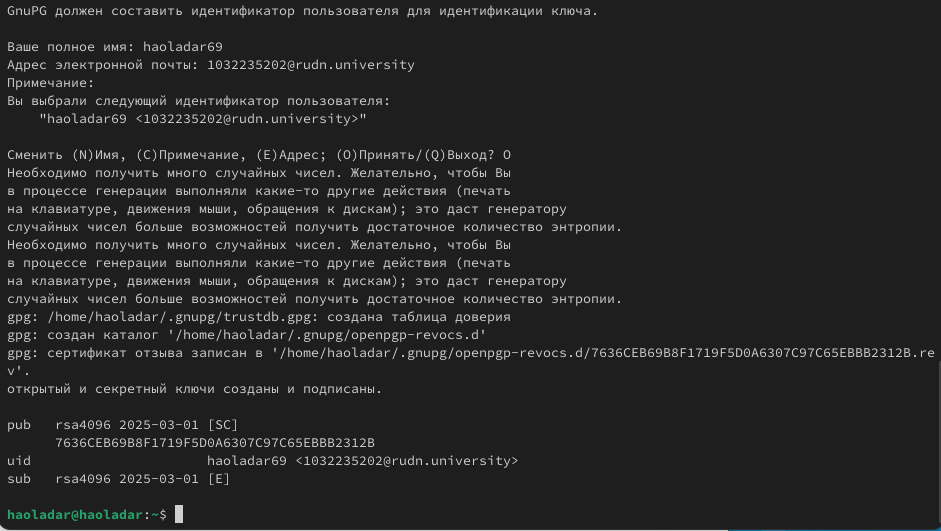 GnuPG должен составить идентификатор пользователя для идентификации ключа.
Ваше полное имя: haoladar69
Адрес электронной почты: 1032235202@rudn.university
Примечание:
Вы выбрали следующий идентификатор пользователя:
"haoladar69 <1032235202@rudn.university>"
Сменить (N)Имя, (C)Примечание, (E)Адрес; (O)Принять/(Q)Выход? O
Необходимо получить много случайных чисел. Желательно, чтобы Вы
в процессе генерации выполняли какие-то другие действия (печать
на клавиатуре, движения мыши, обращения к дискам); это даст генератору
случайных чисел больше возможностей получить достаточное количество энтропии.
Необходимо получить много случайных чисел. Желательно, чтобы Вы
в процессе генерации выполняли какие-то другие действия (печать
на клавиатуре, движения мыши, обращения к дискам); это даст генератору
случайных чисел больше возможностей получить достаточное количество энтропии.
gpg: /home/haoladar/.gnupg/trustdb.gpg: создана таблица доверия
gpg: создан каталог '/home/haoladar/.gnupg/openpgp-revocs.d'
gpg: сертификат отзыва записан в '/home/haoladar/.gnupg/openpgp-revocs.d/7636CEB69B8F1719F5D0A6307C97C65EBBB2312B.re
v'.
открытый и секретный ключи созданы и подписаны.
pub   rsa4096 2025-03-01 [SC]
7636CEB69B8F1719F5D0A6307C97C65EBBB2312B
uid                      haoladar69 <1032235202@rudn.university>
sub   rsa4096 2025-03-01 [E]
haoladar@haoladar:~$